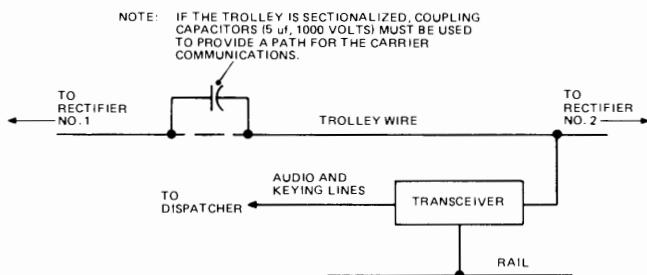 NOTE: IF THE TROLLEY IS SECTIONALIZED, COUPLING
CAPACITORS (5 uf, 1000 VOLTS) MUST BE USED
TO PROVIDE A PATH FOR THE CARRIER
COMMUNICATIONS.
TO
RECTIFIER
NO. 1
TO
RECTIFIER
NO. 2
TROLLEY WIRE
AUDIO AND
KEYING LINES
TO
DISPATCHER
TRANSCEIVER
RAIL